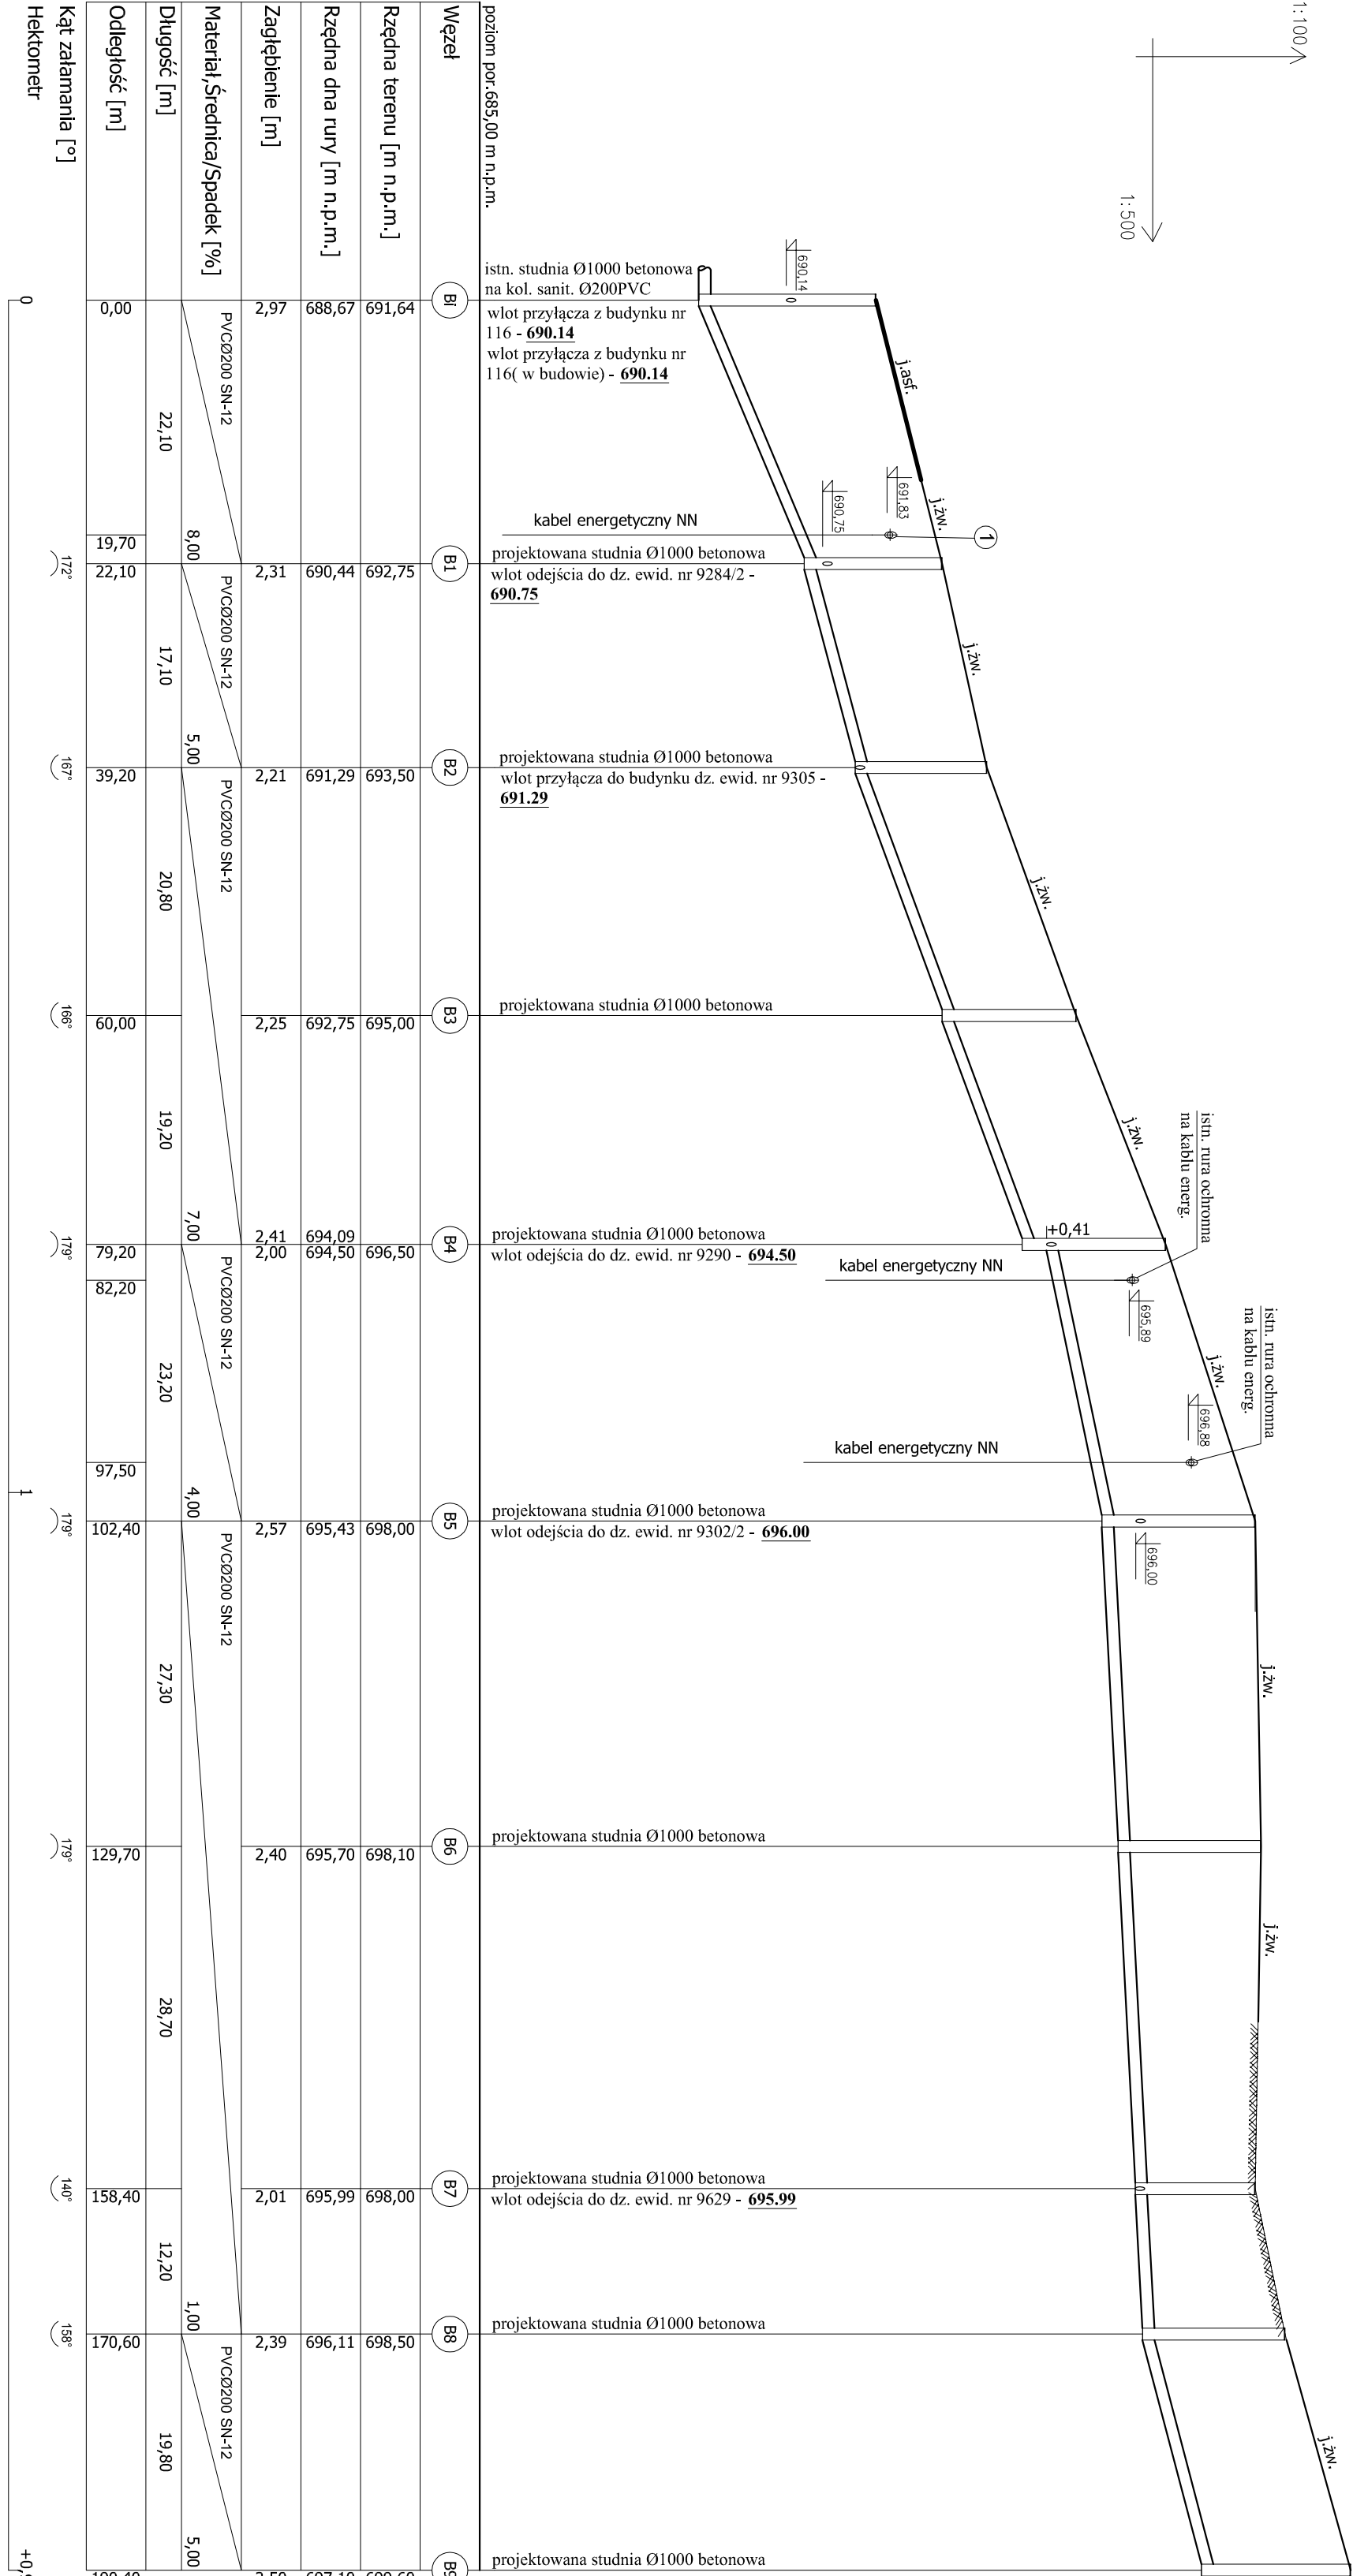 1:100
1:500
poziom por.685,00 m n.p.m.
Węzeł
Rzędna terenu [m n.p.m.]
Rzędna dna rury [m n.p.m.]
Zagłębienie [m]
Materiał,Średnica/Spadek [%]
Długość [m]
Odległość [m]
Kąt załamania [°]
Hektometr
690,14
istn. studnia Ø1000 betonowa
na kol. sanit. Ø200PVC
wlot przyłącza z budynku nr
116 - 690.14
wlot przyłącza z budynku nr
116( w budowie) - 690.14
Bi
691,64
688,67
2,97
0,00
0
PVCØ200 SN-12
22,10
8,00
j.asf.
j.żw.
691,83
690,75
1
kabel energetyczny NN
19,70
projektowana studnia Ø1000 betonowa
wlot odejścia do dz. ewid. nr 9284/2 -
690.75
B1
692,75
690,44
2,31
22,10
172°
PVCØ200 SN-12
17,10
5,00
j.żw.
projektowana studnia Ø1000 betonowa
wlot przyłącza do budynku dz. ewid. nr 9305 -
691.29
B2
693,50
691,29
2,21
39,20
167°
PVCØ200 SN-12
20,80
j.żw.
projektowana studnia Ø1000 betonowa
B3
695,00
692,75
2,25
60,00
166°
19,20
7,00
j.żw.
istn. rura ochronna
na kablu energ.
+0,41
projektowana studnia Ø1000 betonowa
wlot odejścia do dz. ewid. nr 9290 - 694.50
B4
696,50
694,09
694,50
2,41
2,00
79,20
179°
kabel energetyczny NN
695,89
82,20
PVCØ200 SN-12
23,20
4,00
j.żw.
istn. rura ochronna
na kablu energ.
696,88
kabel energetyczny NN
97,50
1
projektowana studnia Ø1000 betonowa
wlot odejścia do dz. ewid. nr 9302/2 - 696.00
696,00
B5
698,00
695,43
2,57
102,40
179°
PVCØ200 SN-12
27,30
j.żw.
projektowana studnia Ø1000 betonowa
B6
698,10
695,70
2,40
129,70
179°
28,70
j.żw.
projektowana studnia Ø1000 betonowa
wlot odejścia do dz. ewid. nr 9629 - 695.99
B7
698,00
695,99
2,01
158,40
140°
12,20
1,00
projektowana studnia Ø1000 betonowa
B8
698,50
696,11
2,39
170,60
158°
PVCØ200 SN-12
19,80
5,00
j.żw.
projektowana studnia Ø1000 betonowa
B9